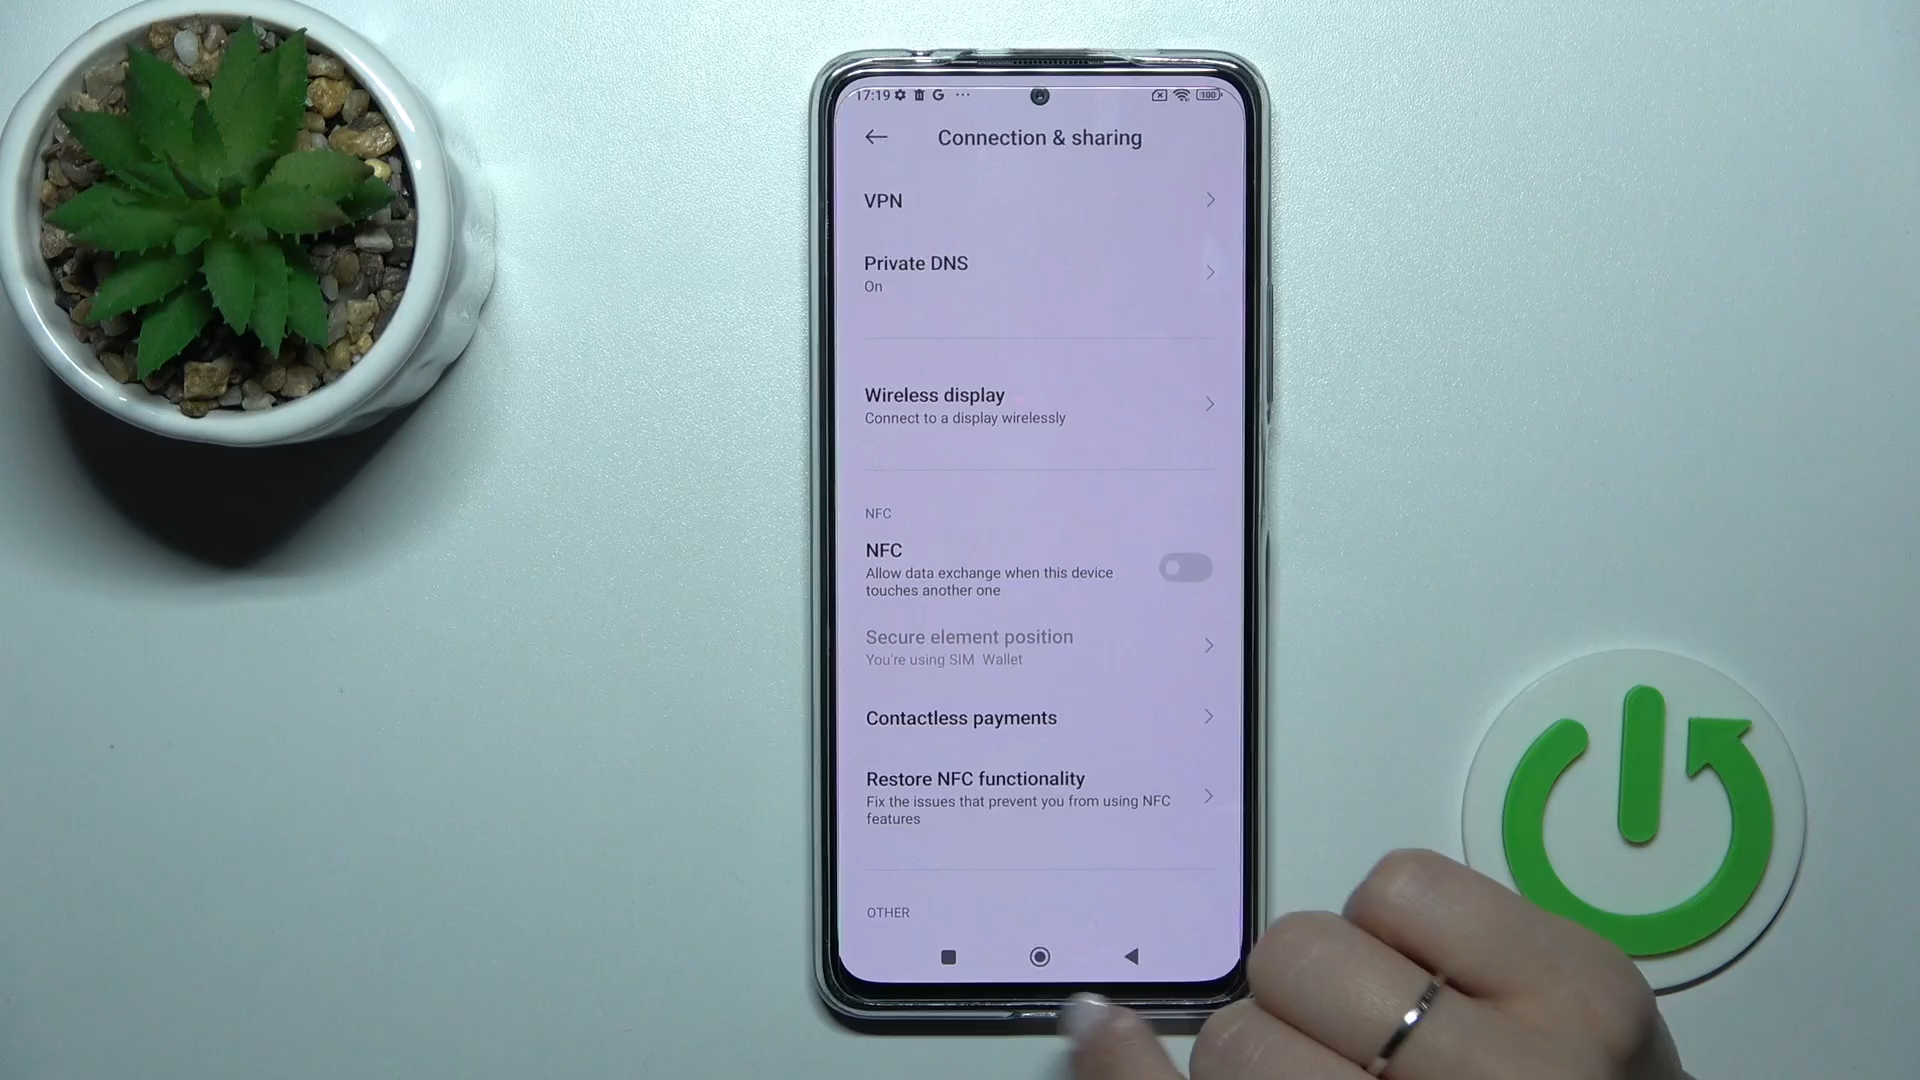 17:19 G ... 100
Connection & sharing
VPN
Private DNS
On
Wireless display
Connect to a display wirelessly
NFC
NFC
Allow data exchange when this device
touches another one
Secure element position
You're using SIM Wallet
Contactless payments
Restore NFC functionality
Fix the issues that prevent you from using NFC
features
OTHER